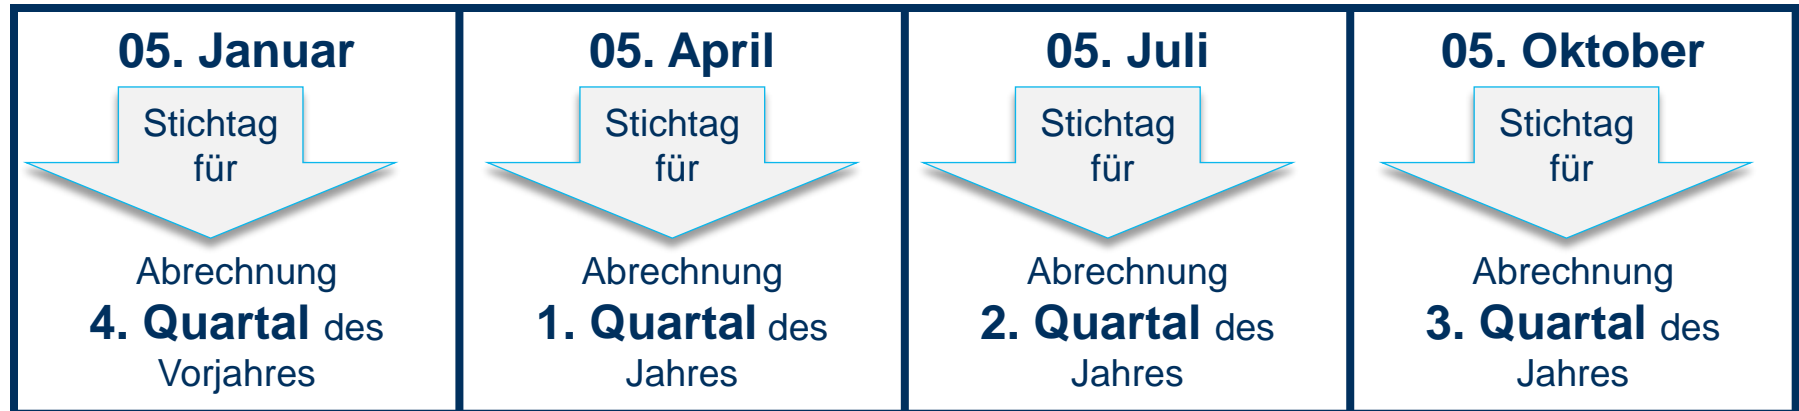 05. Januar
Stichtag
für
Abrechnung
4. Quartal des
Vorjahres
05. April
Stichtag
für
Abrechnung
1. Quartal des
Jahres
05. Juli
Stichtag
für
Abrechnung
2. Quartal des
Jahres
05. Oktober
Stichtag
für
Abrechnung
3. Quartal des
Jahres